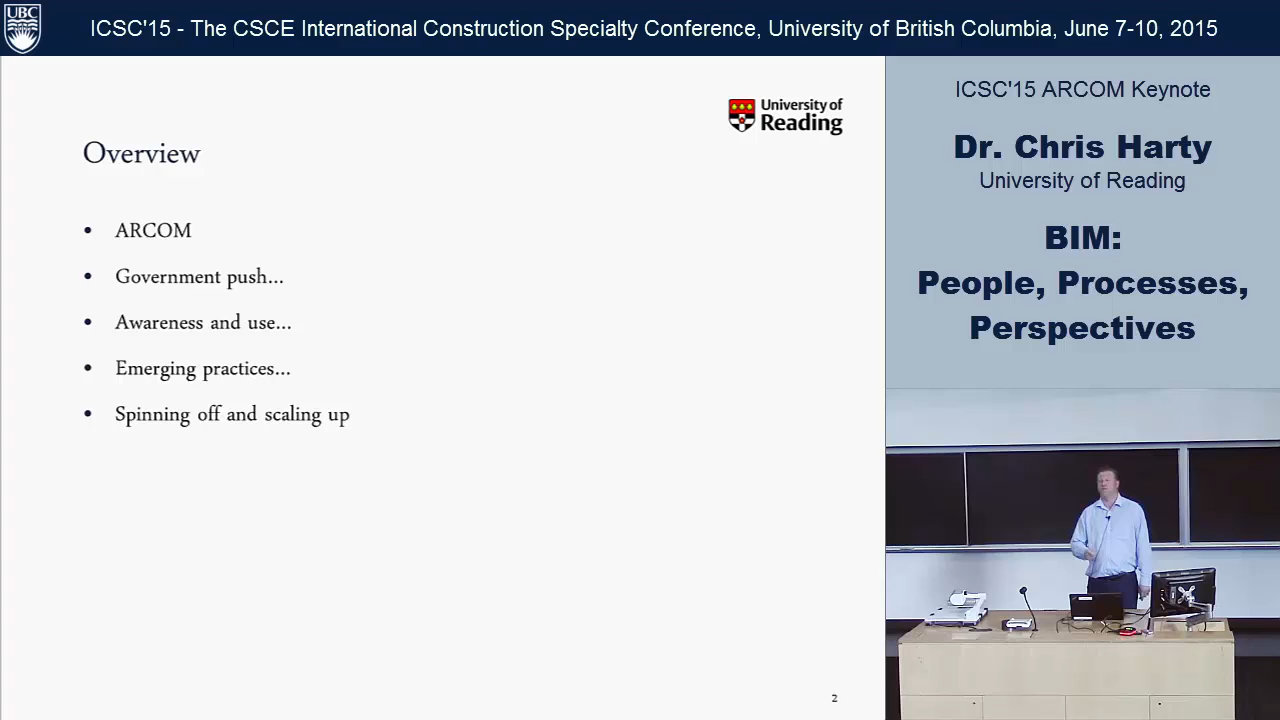 UBC
ICSC'15 - The CSCE International Construction Specialty Conference, University of British Columbia, June 7-10, 2015
University of
Reading
Overview
• ARCOM
• Government push...
• Awareness and use...
• Emerging practices...
• Spinning off and scaling up
2
ICSC'15 ARCOM Keynote
Dr. Chris Harty
University of Reading
BIM:
People, Processes,
Perspectives